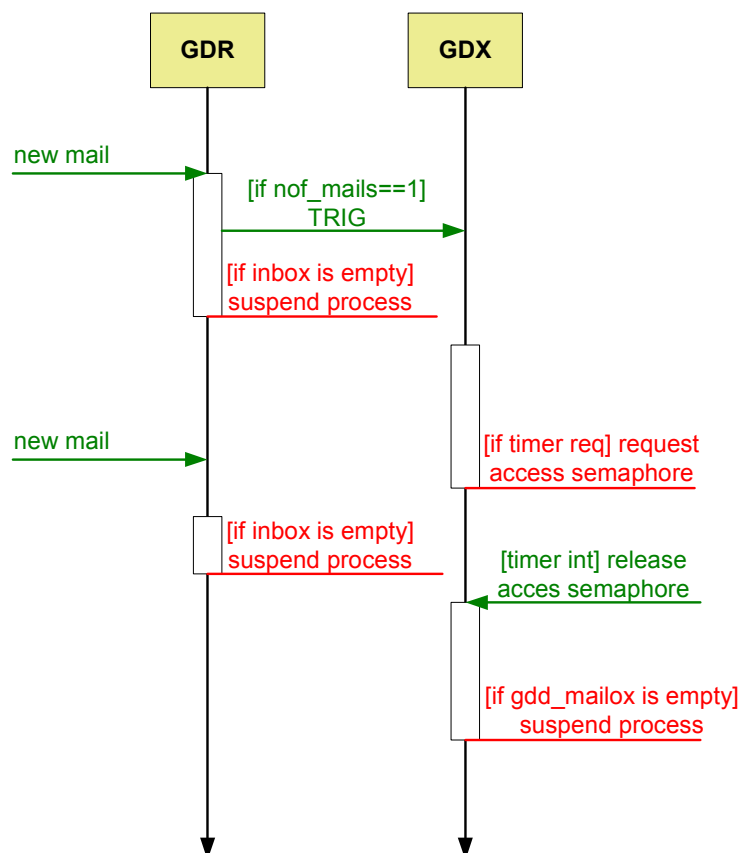 GDR
GDX
new mail
[if nof_mails==1]
TRIG
[if inbox is empty]
suspend process
new mail
[if timer req] request
access semaphore
[if inbox is empty]
suspend process
[timer int] release
acces semaphore
[if gdd_mailox is empty]
suspend process